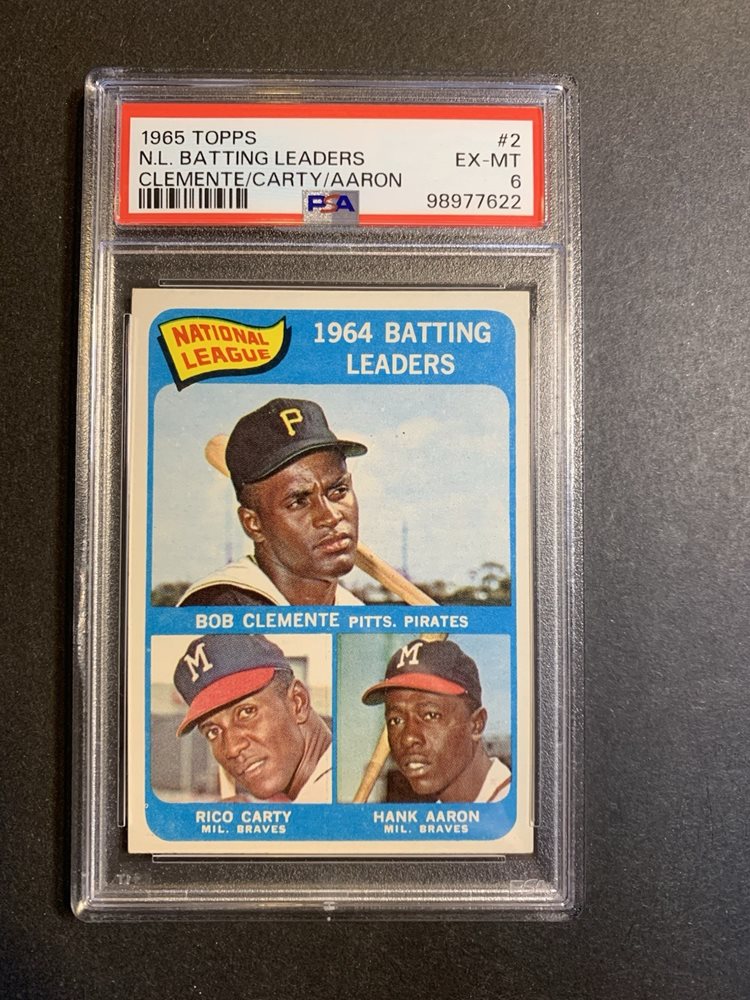 1965 TOPPS #2
N.L. BATTING LEADERS EX-MT
CLEMENTE/CARTY/AARON 6
PSA 98977622
NATIONAL
LEAGUE
1964 BATTING
LEADERS
P
BOB CLEMENTE PITTS. PIRATES
M
M
RICO CARTY
MIL. BRAVES
HANK AARON
MIL. BRAVES